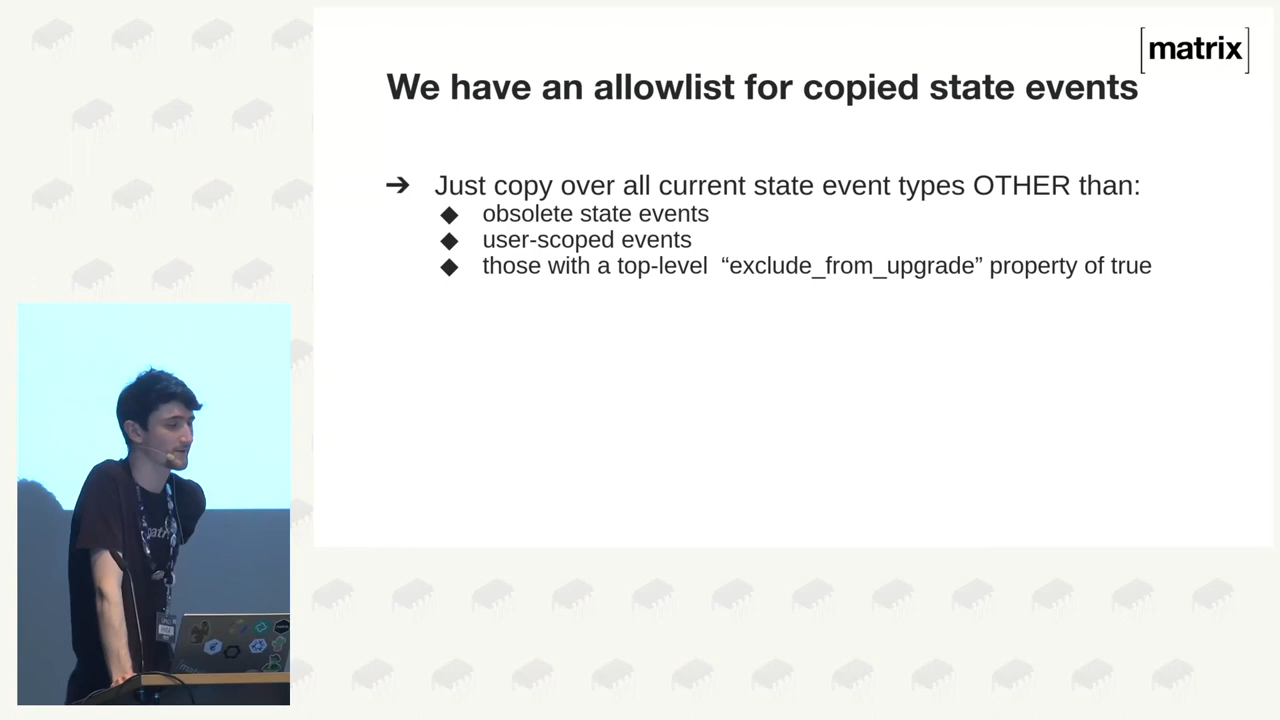 [matrix]
We have an allowlist for copied state events
➔ Just copy over all current state event types OTHER than:
◆ obsolete state events
◆ user-scoped events
◆ those with a top-level “exclude_from_upgrade” property of true